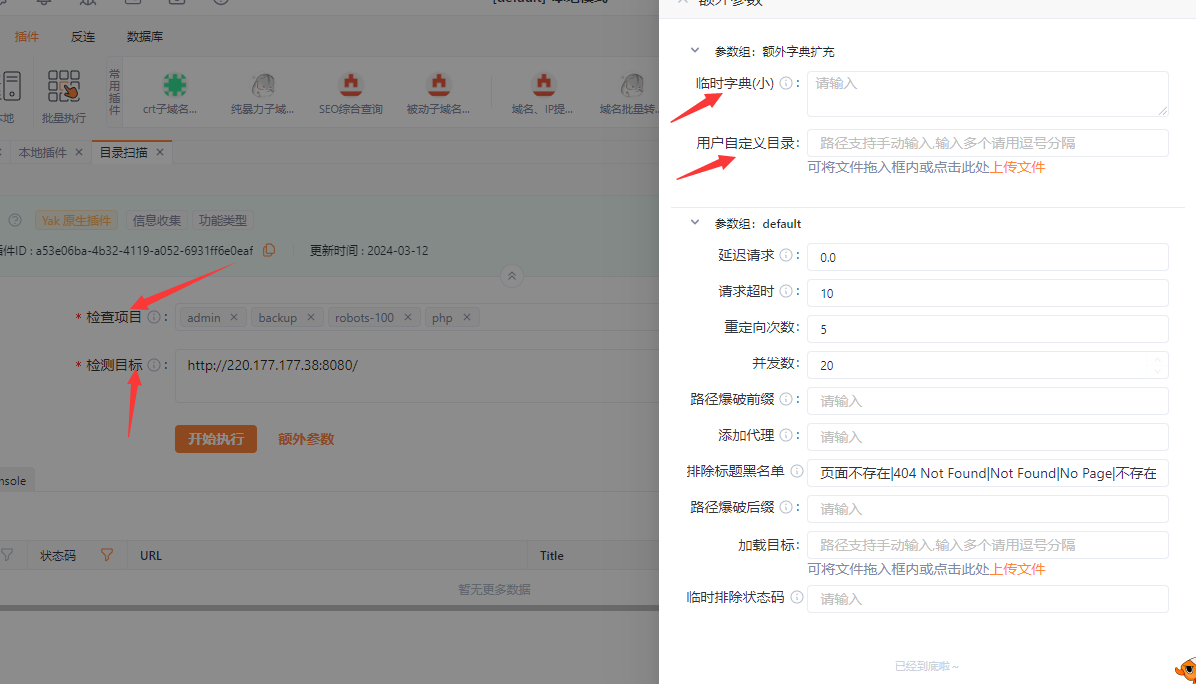 [default] 本地模式
插件 反连 数据库
批量执行
常用插件
crt子域名...
纯暴力子域...
SEO综合查询
被动子域名...
域名、IP提...
域名批量转...
本地插件
目录扫描
Yak 原生插件 信息收集 功能类型
插件ID : a53e06ba-4b32-4119-a052-6931ff6e0eaf 更新时间 : 2024-03-12
* 检查项目 : admin backup robots-100 php
* 检测目标 : http://220.177.177.38:8080/
开始执行 额外参数
nsole
状态码 URL Title
暂无更多数据
额外参数
参数组：额外字典扩充
临时字典(小) : 请输入
用户自定义目录: 路径支持手动输入,输入多个请用逗号分隔
可将文件拖入框内或点击此处上传文件
参数组：default
延迟请求 : 0.0
请求超时 : 10
重定向次数: 5
并发数: 20
路径爆破前缀 : 请输入
添加代理 : 请输入
排除标题黑名单 页面不存在|404 Not Found|Not Found|No Page|不存在
路径爆破后缀 : 请输入
加载目标: 路径支持手动输入,输入多个请用逗号分隔
可将文件拖入框内或点击此处上传文件
临时排除状态码 请输入
已经到底啦~